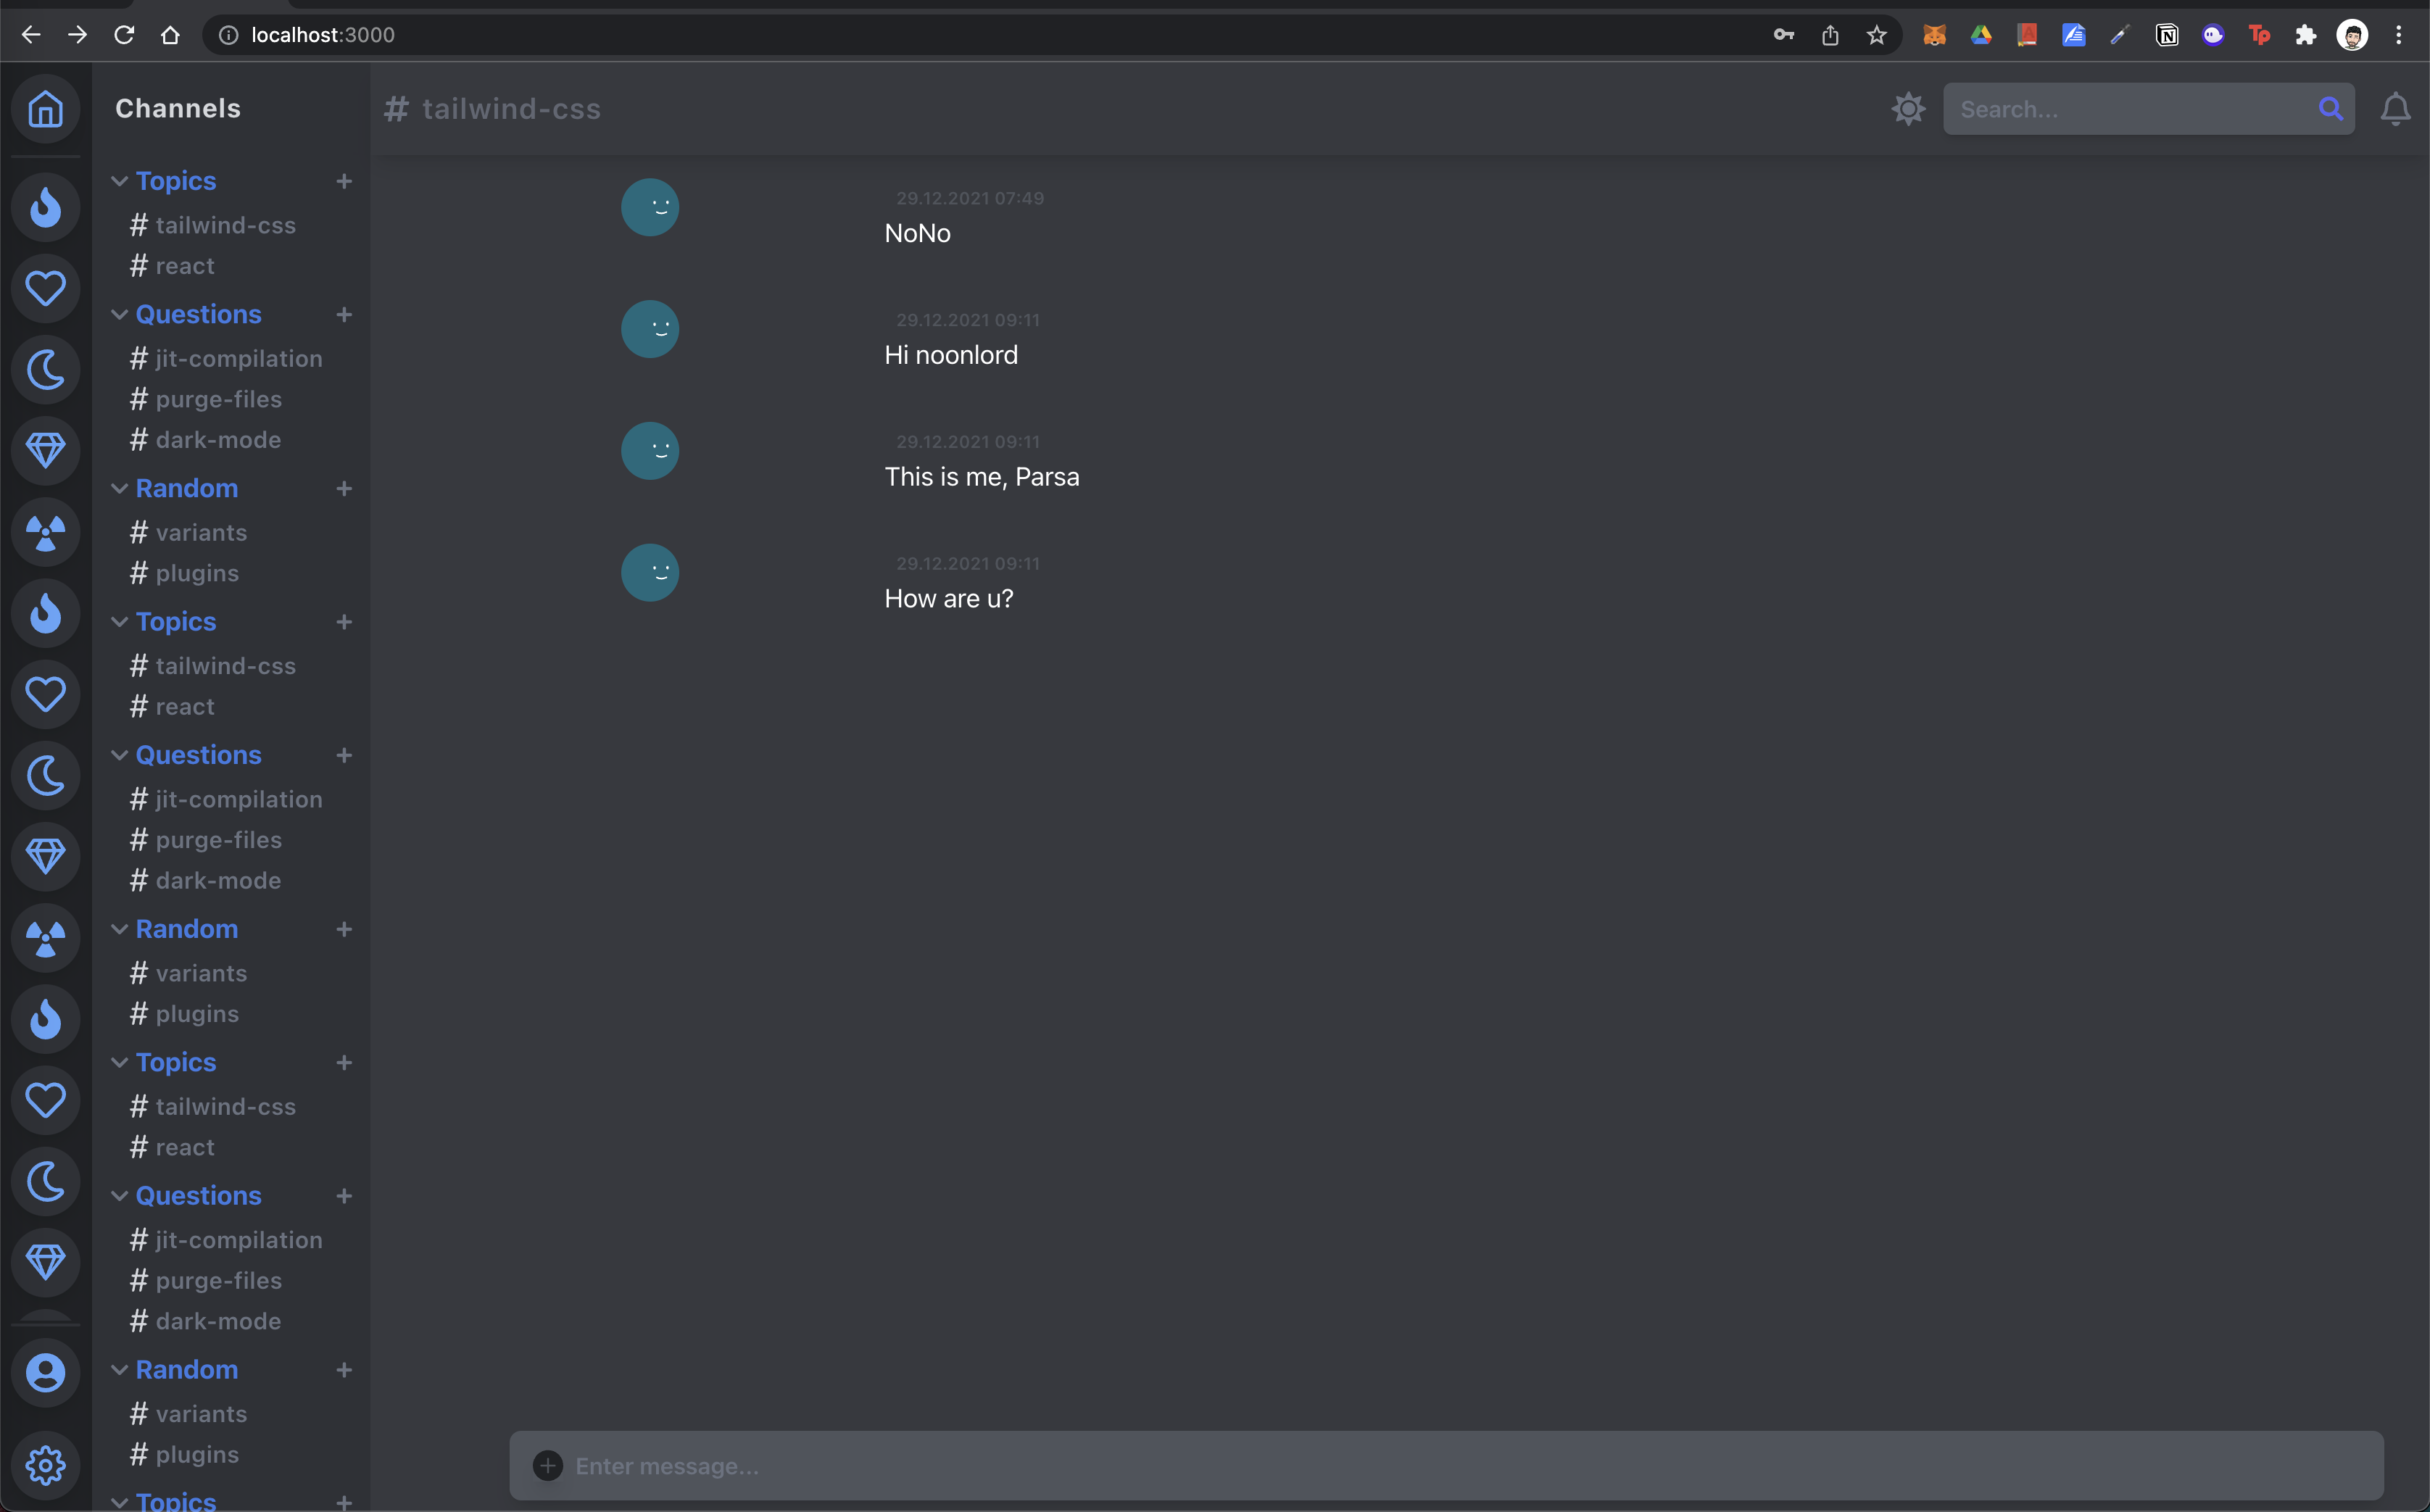 localhost:3000
Channels
# tailwind-css
Search...
Topics +
# tailwind-css
# react
Questions +
# jit-compilation
# purge-files
# dark-mode
Random +
# variants
# plugins
Topics +
# tailwind-css
# react
Questions +
# jit-compilation
# purge-files
# dark-mode
Random +
# variants
# plugins
Topics +
# tailwind-css
# react
Questions +
# jit-compilation
# purge-files
# dark-mode
Random +
# variants
# plugins
Topics +
29.12.2021 07:49
NoNo
29.12.2021 09:11
Hi noonlord
29.12.2021 09:11
This is me, Parsa
29.12.2021 09:11
How are u?
Enter message...